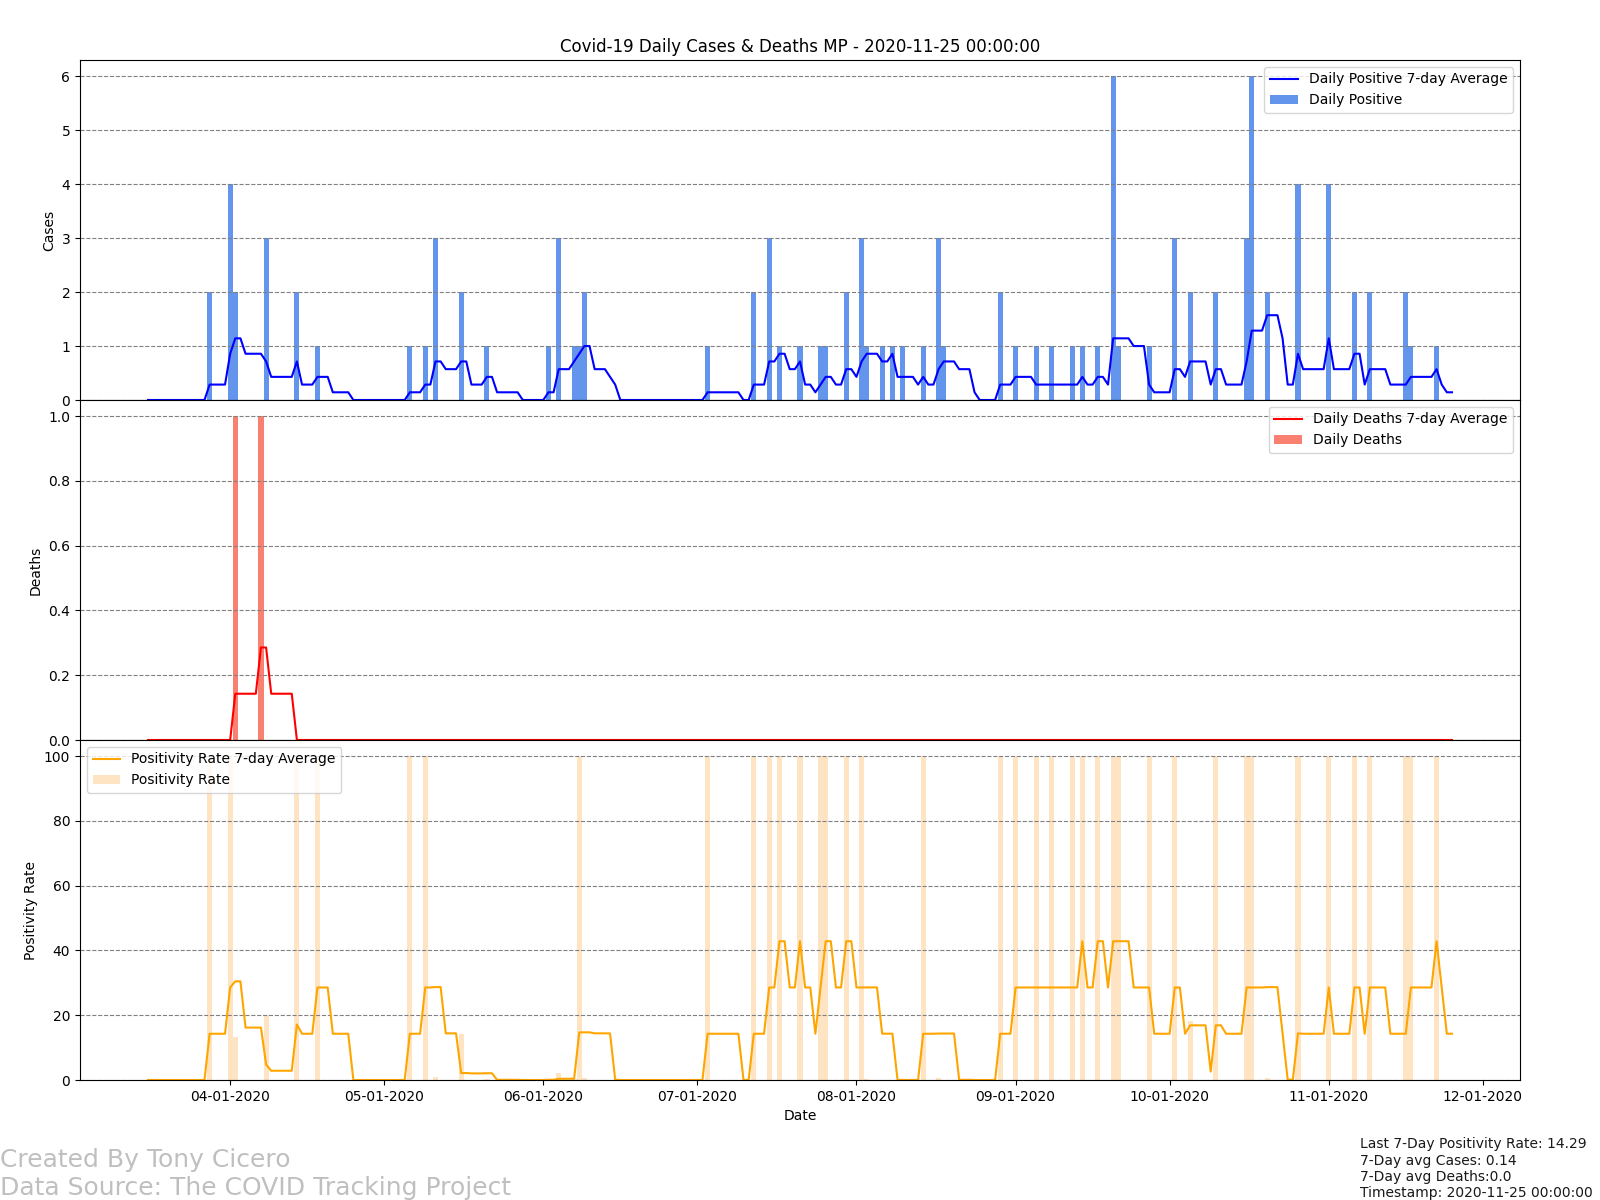 Covid-19 Daily Cases & Deaths MP - 2020-11-25 00:00:00
6
5
4
3
2
1
0
Cases
Daily Positive 7-day Average
Daily Positive
1.0
0.8
0.6
0.4
0.2
0.0
Deaths
Daily Deaths 7-day Average
Daily Deaths
100
80
60
40
20
0
Positivity Rate
Positivity Rate 7-day Average
Positivity Rate
04-01-2020 05-01-2020 06-01-2020 07-01-2020 08-01-2020 09-01-2020 10-01-2020 11-01-2020 12-01-2020
Date
Created By Tony Cicero
Data Source: The COVID Tracking Project
Last 7-Day Positivity Rate: 14.29
7-Day avg Cases: 0.14
7-Day avg Deaths:0.0
Timestamp: 2020-11-25 00:00:00